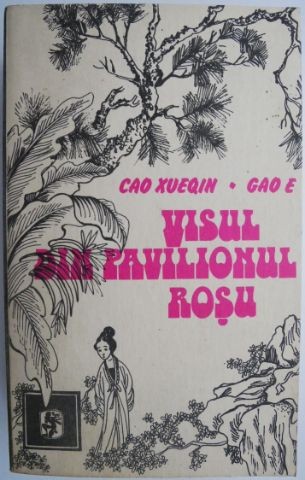 CAO XUEQIN • GAO E
VISUL
DIN PAVILIONUL
ROȘU